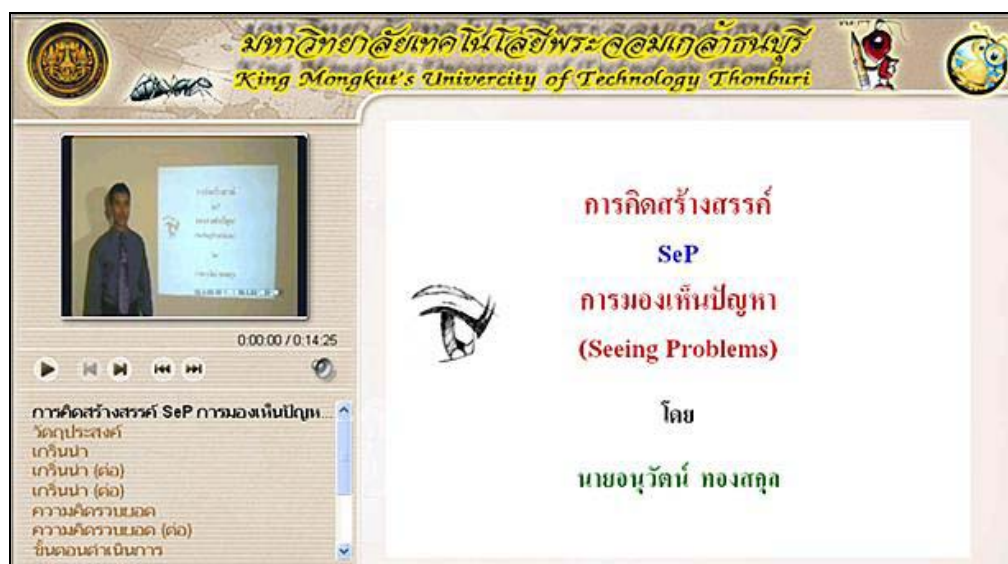 มหาวิทยาลัยเทคโนโลยีพระจอมเกล้าธนบุรี
King Mongkut's Univercity of Technology Thonburi
0:00:00 / 0:14:25
การคิดสร้างสรรค์ SeP การมองเห็นปัญห...
วัตถุประสงค์
เกริ่นนำ
เกริ่นนำ (ต่อ)
เกริ่นนำ (ต่อ)
ความคิดรวบยอด
ความคิดรวบยอด (ต่อ)
ขั้นตอนดำเนินการ
การคิดสร้างสรรค์
SeP
การมองเห็นปัญหา
(Seeing Problems)
โดย
นายอนุวัตน์ ทองสกุล